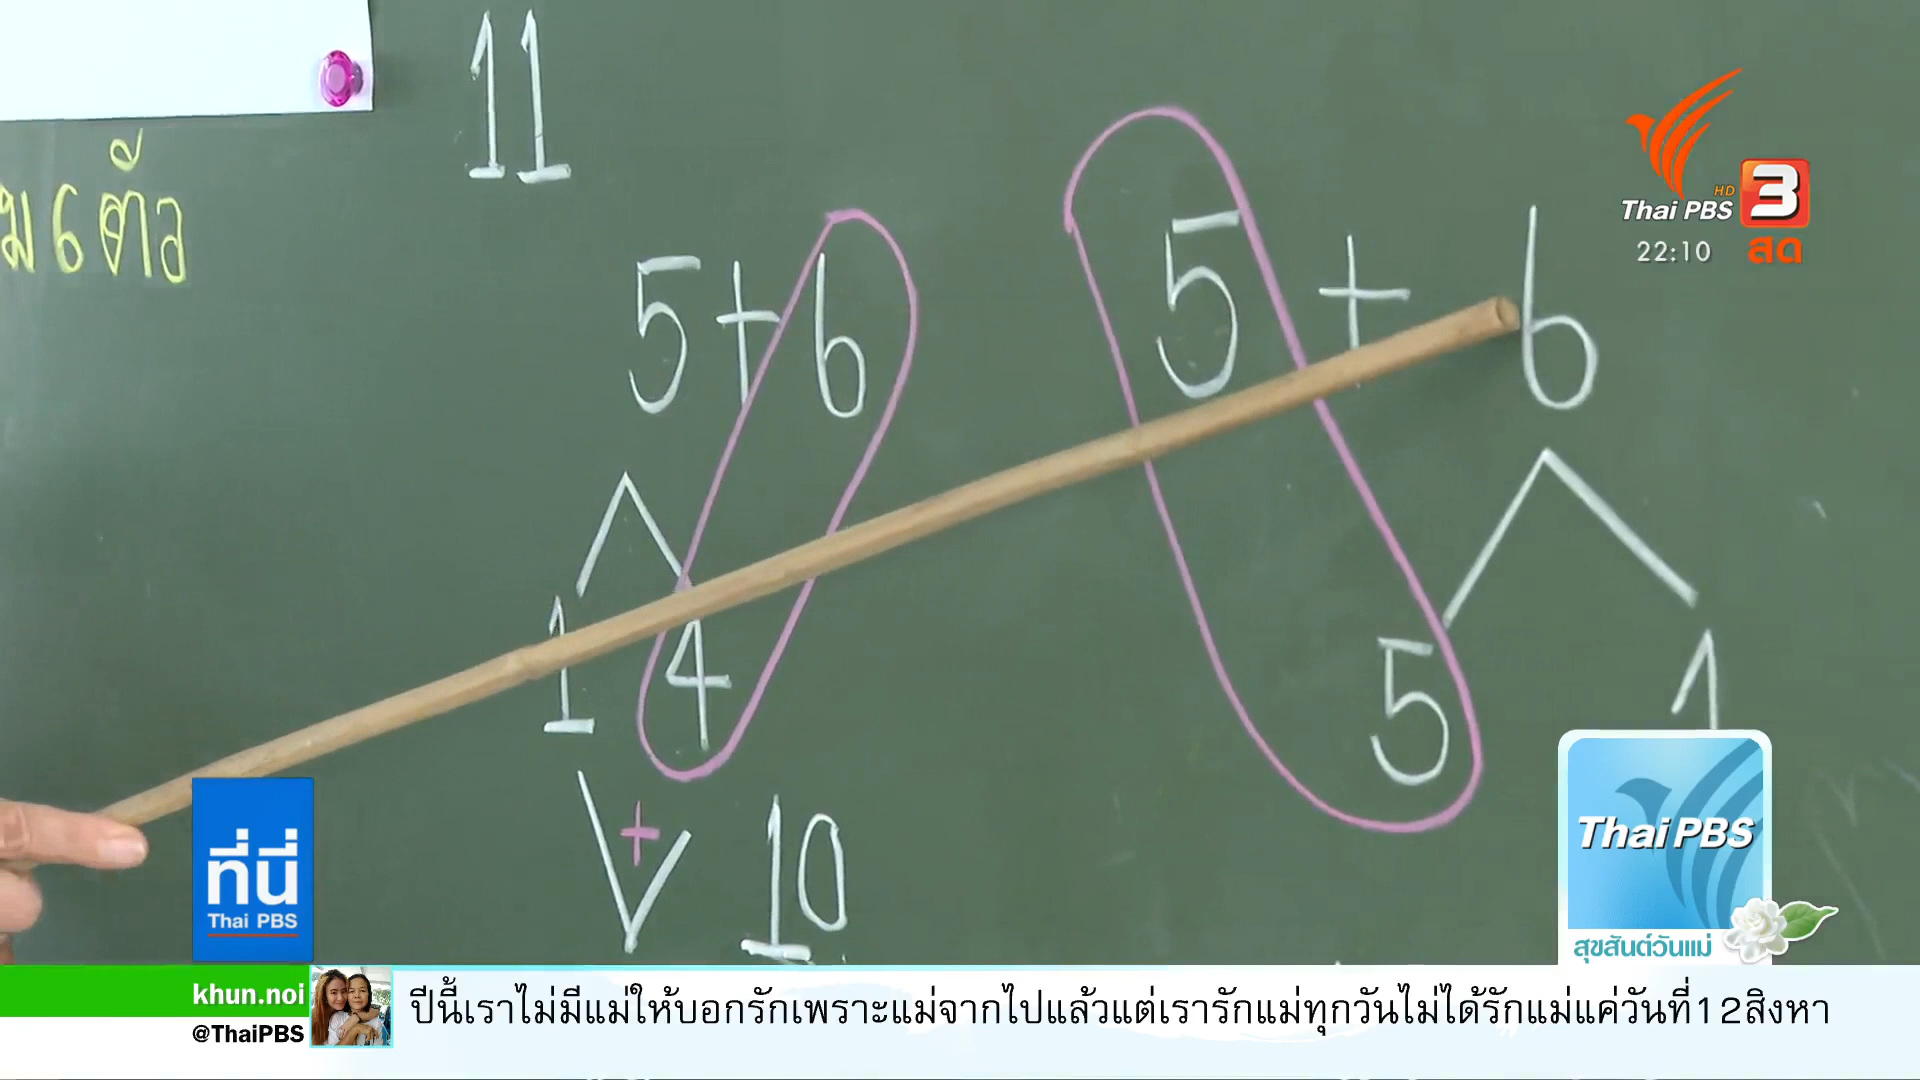 11
ม 6 ตัว
5 + 6
5 + 6
1 4
5 1
+
10
Thai PBS HD 3
22:10 สด
ที่นี่
Thai PBS
Thai PBS
สุขสันต์วันแม่
khun.noi
@ThaiPBS
ปีนี้เราไม่มีแม่ให้บอกรักเพราะแม่จากไปแล้วแต่เรารักแม่ทุกวันไม่ได้รักแม่แค่วันที่12สิงหา